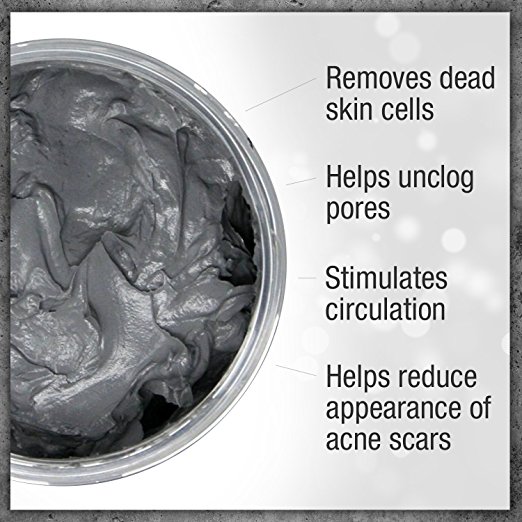 Removes dead
skin cells
Helps unclog
pores
Stimulates
circulation
Helps reduce
appearance of
acne scars